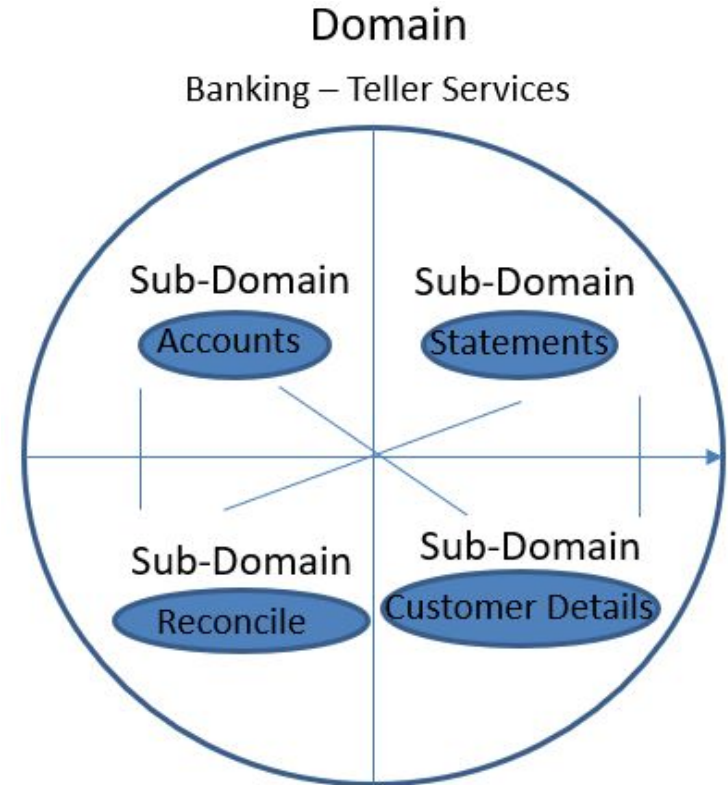 Domain
Banking – Teller Services
Sub-Domain
Accounts
Sub-Domain
Statements
Sub-Domain
Reconcile
Sub-Domain
Customer Details